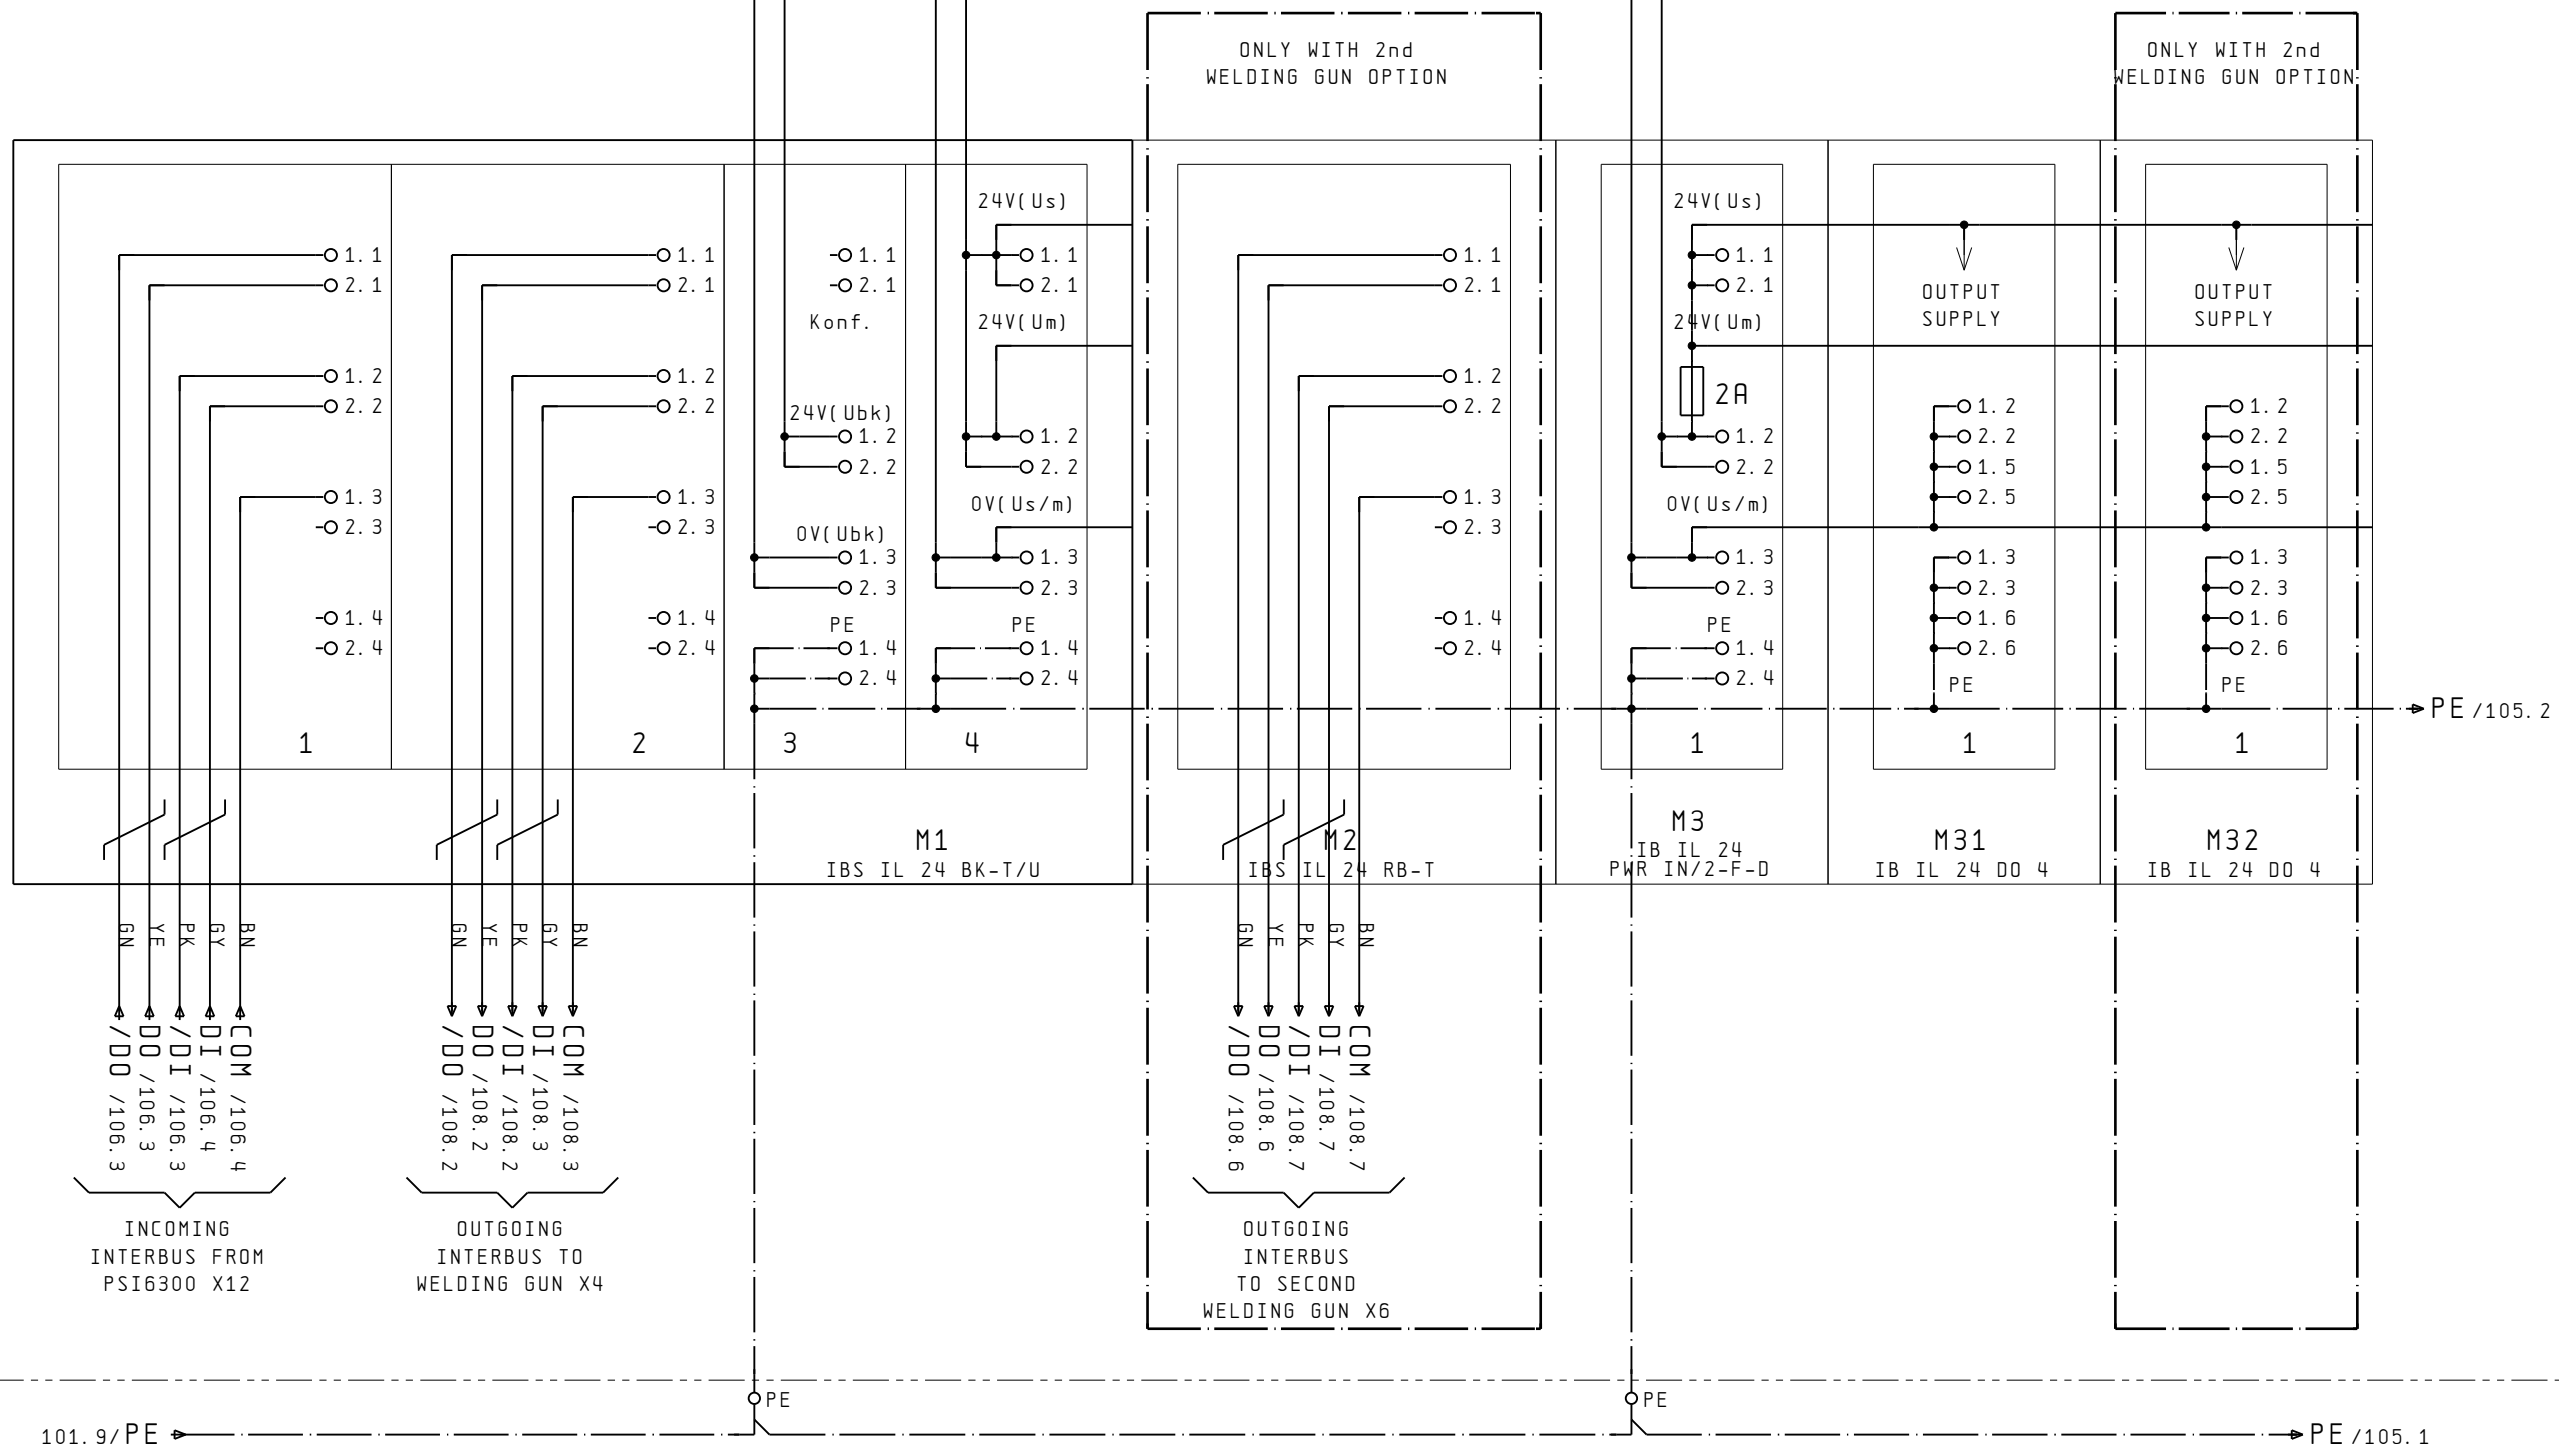 ONLY WITH 2nd
WELDING GUN OPTION
ONLY WITH 2nd
WELDING GUN OPTION
1.1
2.1
1.2
2.2
1.3
2.3
1.4
2.4
1
1.1
2.1
1.2
2.2
1.3
2.3
1.4
2.4
2
1.1
2.1
Konf.
24V(Ubk)
1.2
2.2
0V(Ubk)
1.3
2.3
PE
1.4
2.4
3
24V(Us)
1.1
2.1
24V(Um)
1.2
2.2
0V(Us/m)
1.3
2.3
PE
1.4
2.4
4
M1
IBS IL 24 BK-T/U
1.1
2.1
1.2
2.2
1.3
2.3
1.4
2.4
M2
IBS IL 24 RB-T
24V(Us)
1.1
2.1
24V(Um)
2A
1.2
2.2
0V(Us/m)
1.3
2.3
PE
1.4
2.4
1
M3
IB IL 24
PWR IN/2-F-D
OUTPUT
SUPPLY
1.2
2.2
1.5
2.5
1.3
2.3
1.6
2.6
PE
1
M31
IB IL 24 DO 4
OUTPUT
SUPPLY
1.2
2.2
1.5
2.5
1.3
2.3
1.6
2.6
PE
1
M32
IB IL 24 DO 4
PE /105.2
GN
YE
PK
GY
BN
/DO /106.3
DO /106.3
/DI /106.3
DI /106.4
COM /106.4
INCOMING
INTERBUS FROM
PSI6300 X12
GN
YE
PK
GY
BN
/DO /108.2
DO /108.2
/DI /108.2
DI /108.3
COM /108.3
OUTGOING
INTERBUS TO
WELDING GUN X4
GN
YE
PK
GY
BN
/DO /108.6
DO /108.6
/DI /108.7
DI /108.7
COM /108.7
OUTGOING
INTERBUS
TO SECOND
WELDING GUN X6
PE
PE
101.9/PE
PE /105.1